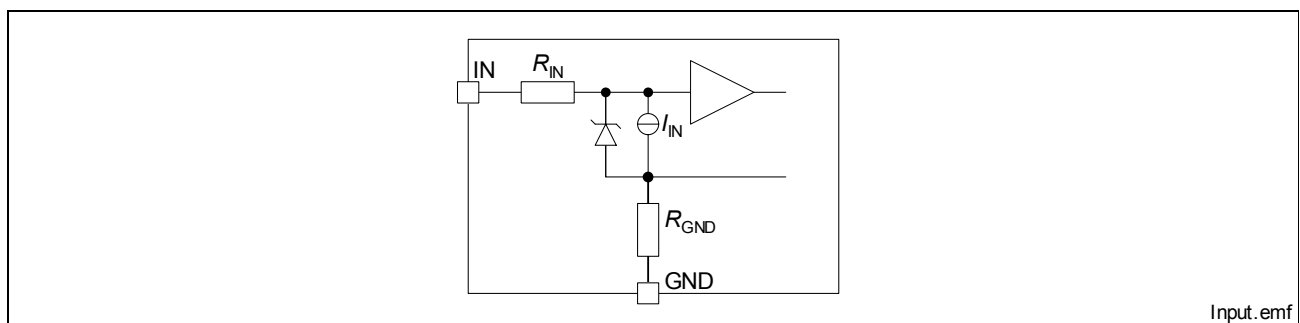 IN
R_IN
I_IN
R_GND
GND
Input.emf